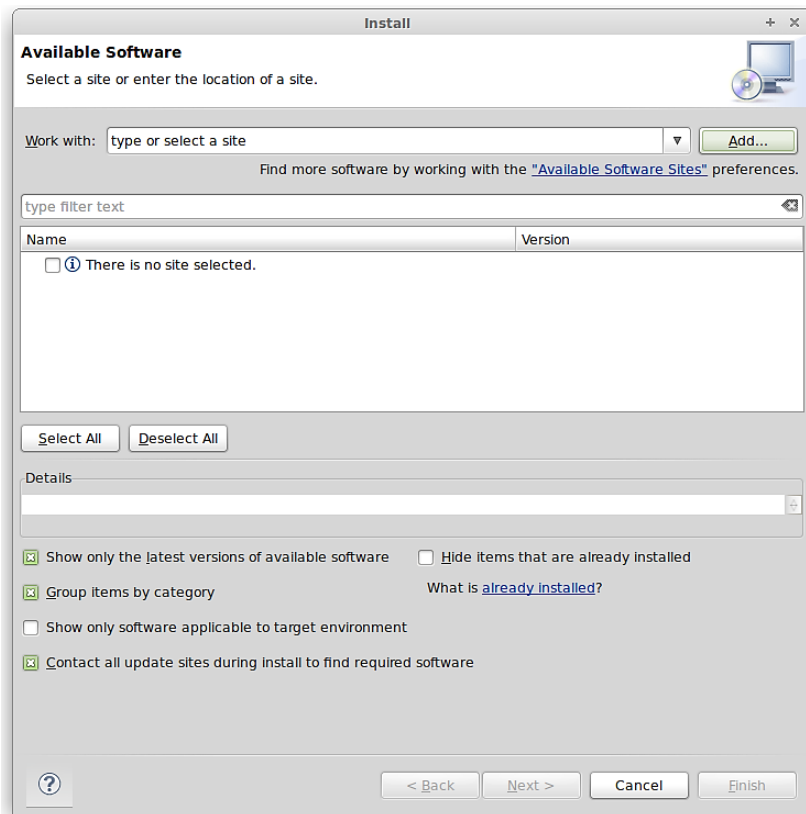 Install
Available Software
Select a site or enter the location of a site.
Work with: type or select a site Add...
Find more software by working with the "Available Software Sites" preferences.
type filter text
Name Version
There is no site selected.
Select All Deselect All
Details
Show only the latest versions of available software Hide items that are already installed
Group items by category What is already installed?
Show only software applicable to target environment
Contact all update sites during install to find required software
? < Back Next > Cancel Finish